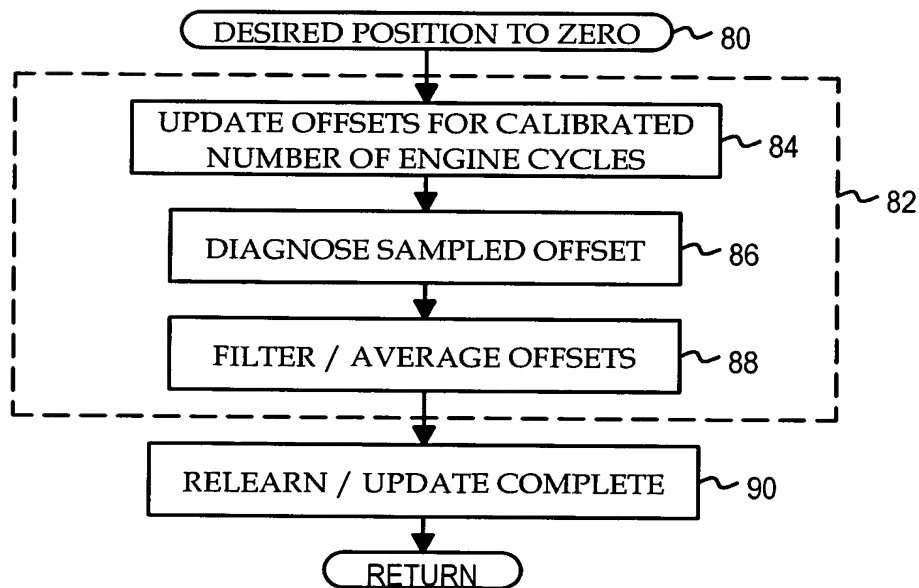 DESIRED POSITION TO ZERO 80
UPDATE OFFSETS FOR CALIBRATED
NUMBER OF ENGINE CYCLES 84
82
DIAGNOSE SAMPLED OFFSET 86
FILTER / AVERAGE OFFSETS 88
RELEARN / UPDATE COMPLETE 90
RETURN